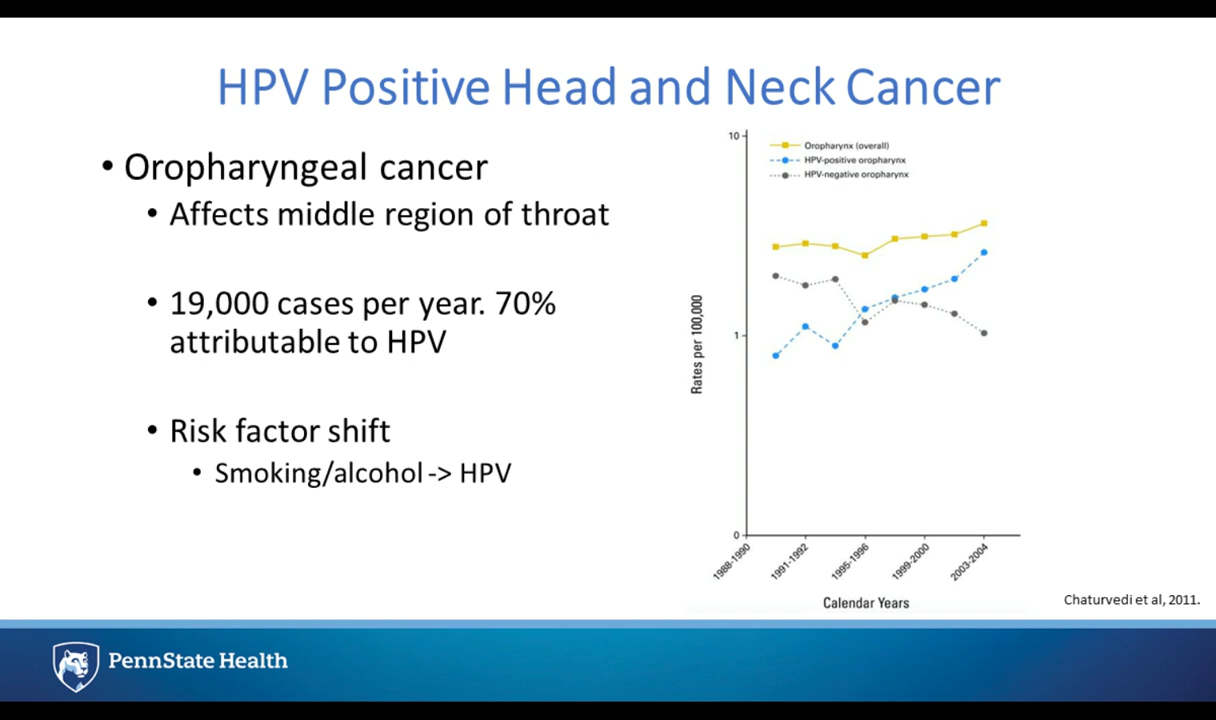 HPV Positive Head and Neck Cancer
• Oropharyngeal cancer
• Affects middle region of throat
• 19,000 cases per year. 70%
attributable to HPV
• Risk factor shift
• Smoking/alcohol -> HPV
10
Oropharynx (overall)
HPV-positive oropharynx
HPV-negative oropharynx
Rates per 100,000
1
0
1988-1990
1991-1992
1995-1996
1999-2000
2003-2004
Calendar Years
Chaturvedi et al, 2011.
PennState Health